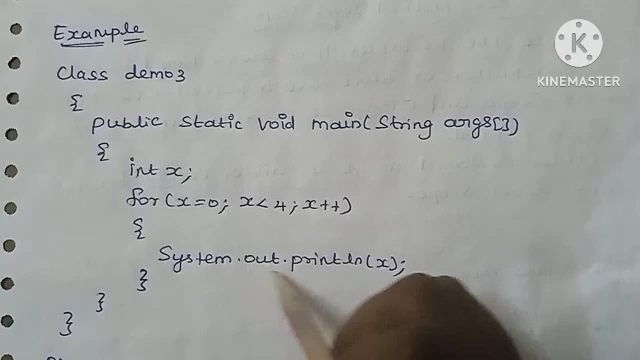 Example
class demo3
{
public static void main(String args[])
{
int x;
for(x=0; x<4; x++)
{
System.out.println(x);
}
}
}
KINEMASTER